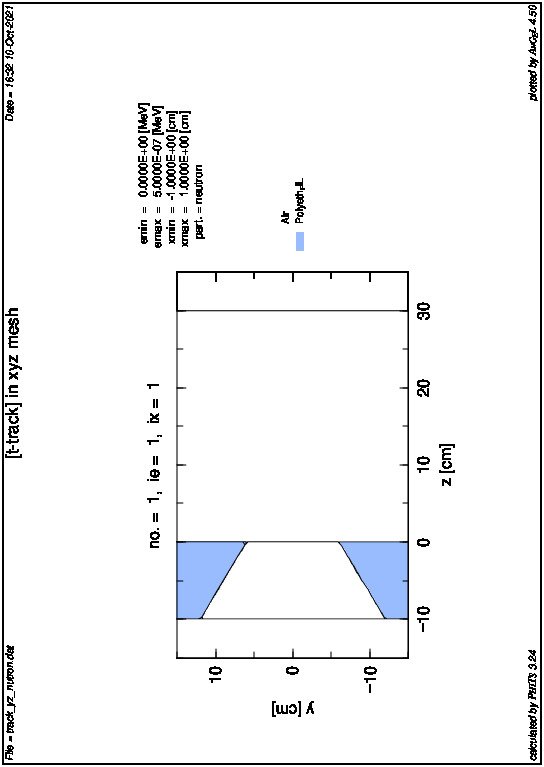 File = track_yz_nutron.dat
Date = 16:32 10-Oct-2021
[t-track] in xyz mesh
no. = 1, ie = 1, ix = 1
emin = 0.0000E+00 [MeV]
emax = 5.0000E-07 [MeV]
xmin = -1.0000E+00 [cm]
xmax = 1.0000E+00 [cm]
part. = neutron
Air
10
0
−10
y [cm]
−10
0
10
20
30
z [cm]
calculated by PHITS 3.24
plotted by ANGEL 4.50